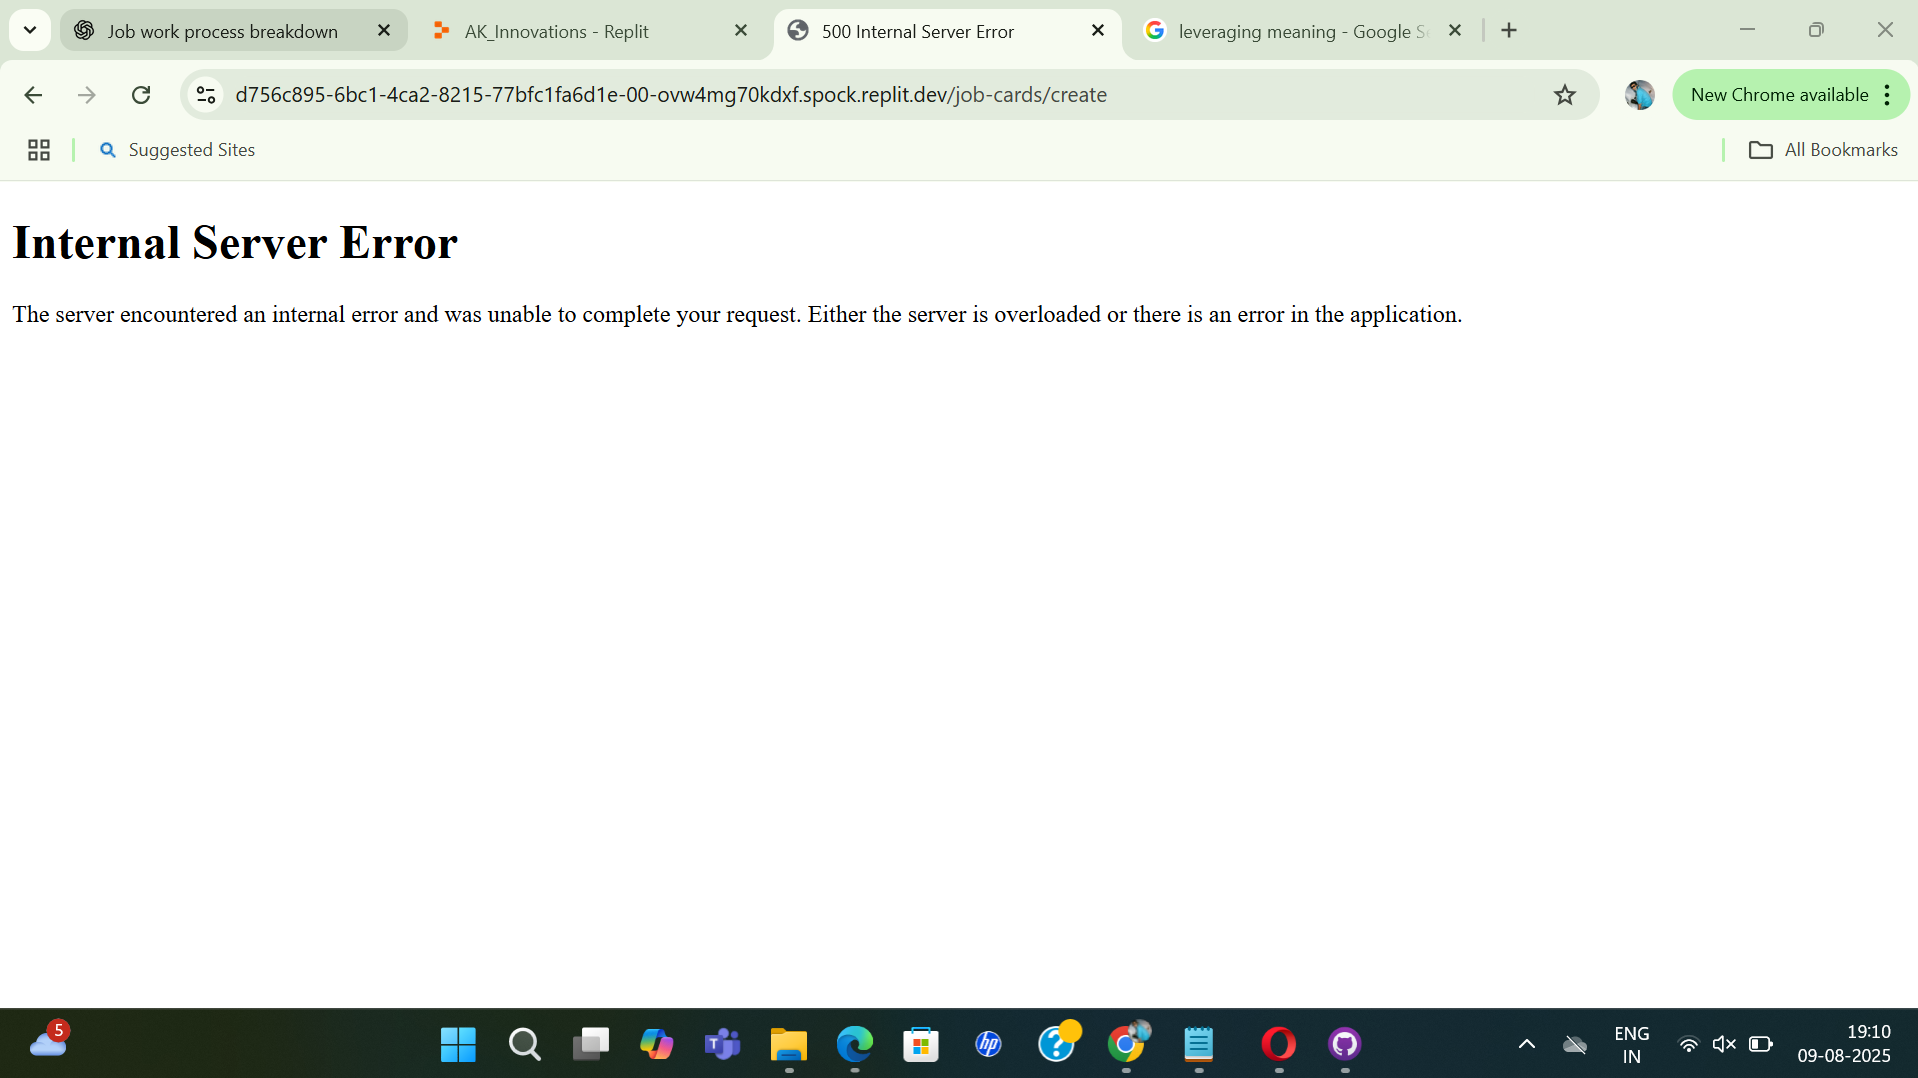 Job work process breakdown
AK_Innovations - Replit
500 Internal Server Error
leveraging meaning - Google S
d756c895-6bc1-4ca2-8215-77bfc1fa6d1e-00-ovw4mg70kdxf.spock.replit.dev/job-cards/create
New Chrome available
Suggested Sites
All Bookmarks
Internal Server Error
The server encountered an internal error and was unable to complete your request. Either the server is overloaded or there is an error in the application.
5
hp
ENG
IN
19:10
09-08-2025